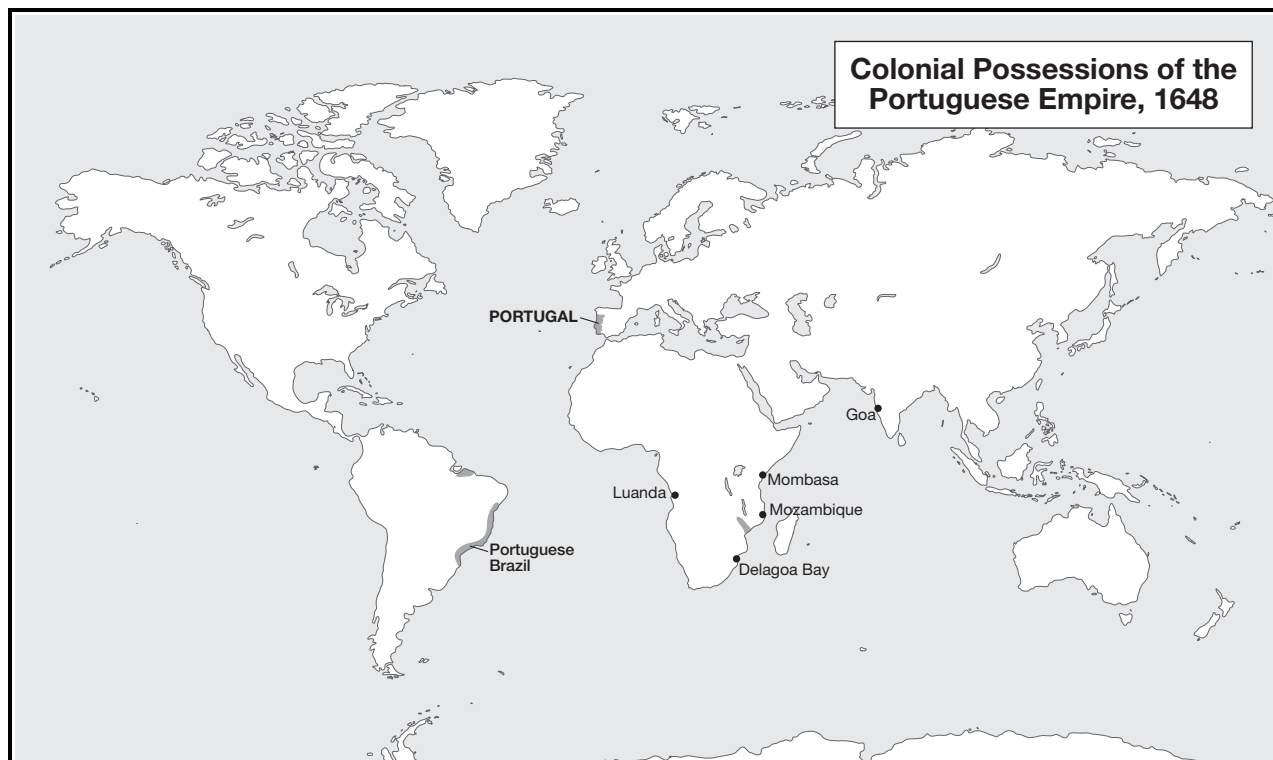 Colonial Possessions of the
Portuguese Empire, 1648
PORTUGAL
Goa
Mombasa
Luanda
Mozambique
Portuguese
Brazil
Delagoa Bay